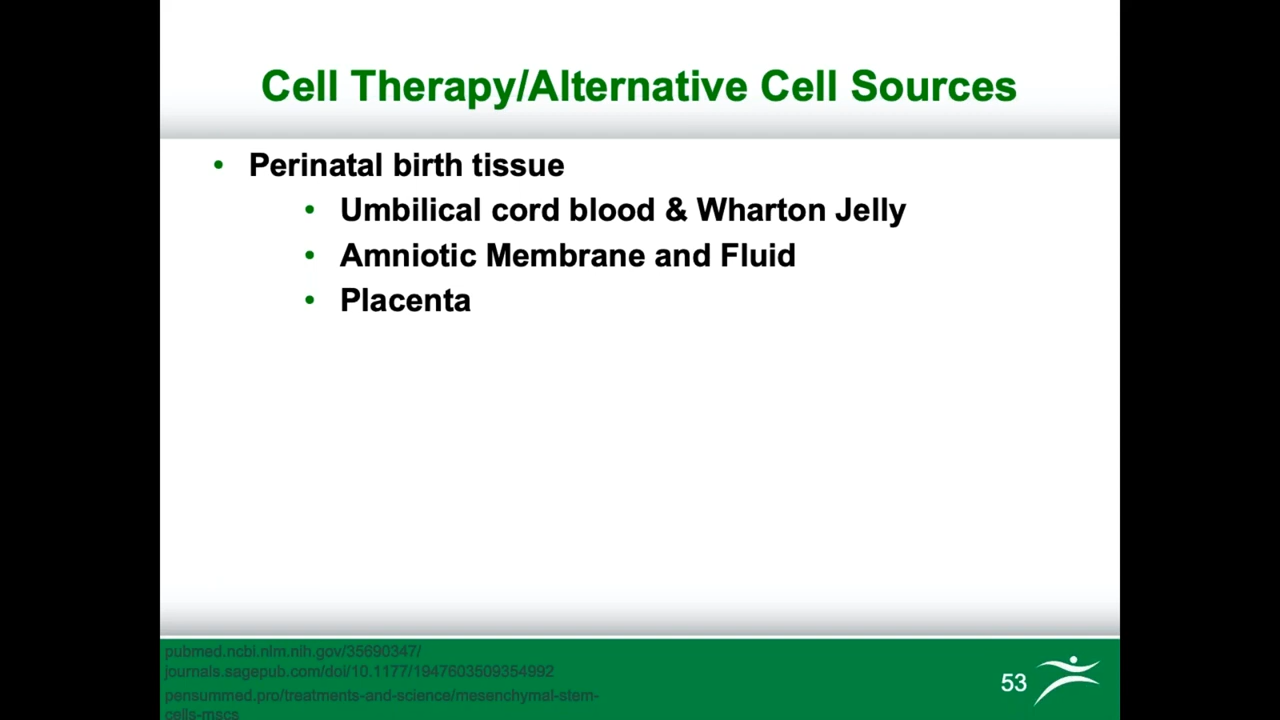 Cell Therapy/Alternative Cell Sources
• Perinatal birth tissue
• Umbilical cord blood & Wharton Jelly
• Amniotic Membrane and Fluid
• Placenta
pubmed.ncbi.nlm.nih.gov/35690347/
journals.sagepub.com/doi/10.1177/1947603509354992
pensummed.pro/treatments-and-science/mesenchymal-stem-
cells-mscs
53